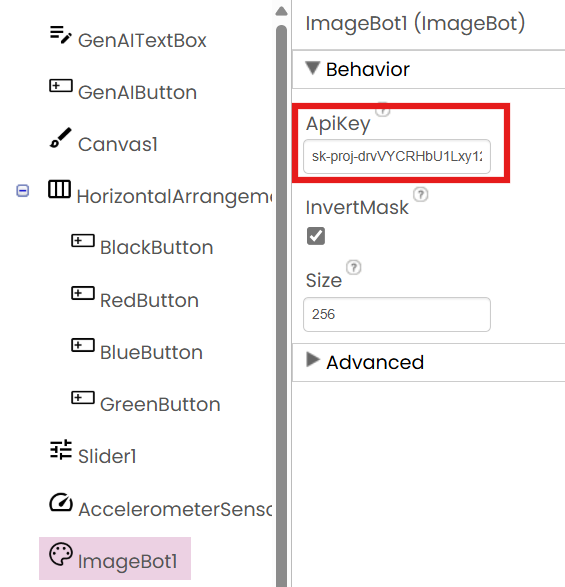 GenAITextBox
GenAIButton
Canvas1
HorizontalArrangeme
BlackButton
RedButton
BlueButton
GreenButton
Slider1
AccelerometerSenso
ImageBot1
ImageBot1 (ImageBot)
Behavior
ApiKey
?
sk-proj-drvVYCRHbU1Lxy12
InvertMask
?
Size
?
256
Advanced